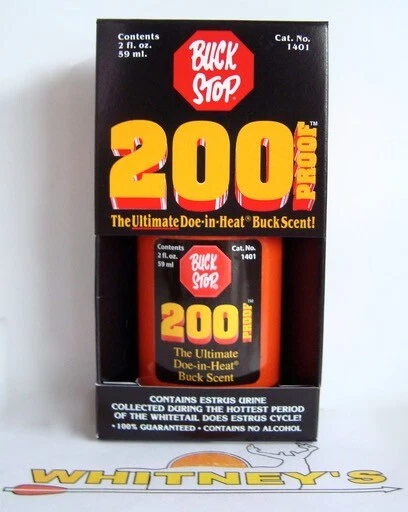 Contents
2 fl. oz.
59 ml.
BUCK
STOP®
Cat. No.
1401
200 PROOF™
The Ultimate Doe-in-Heat® Buck Scent!
Contents
2 fl. oz.
59 ml
BUCK
STOP®
Cat. No.
1401
200 PROOF™
The Ultimate
Doe-in-Heat®
Buck Scent
CONTAINS ESTRUS URINE
COLLECTED DURING THE HOTTEST PERIOD
OF THE WHITETAIL DOES ESTRUS CYCLE!
• 100% GUARANTEED • CONTAINS NO ALCOHOL
WHITNEY'S